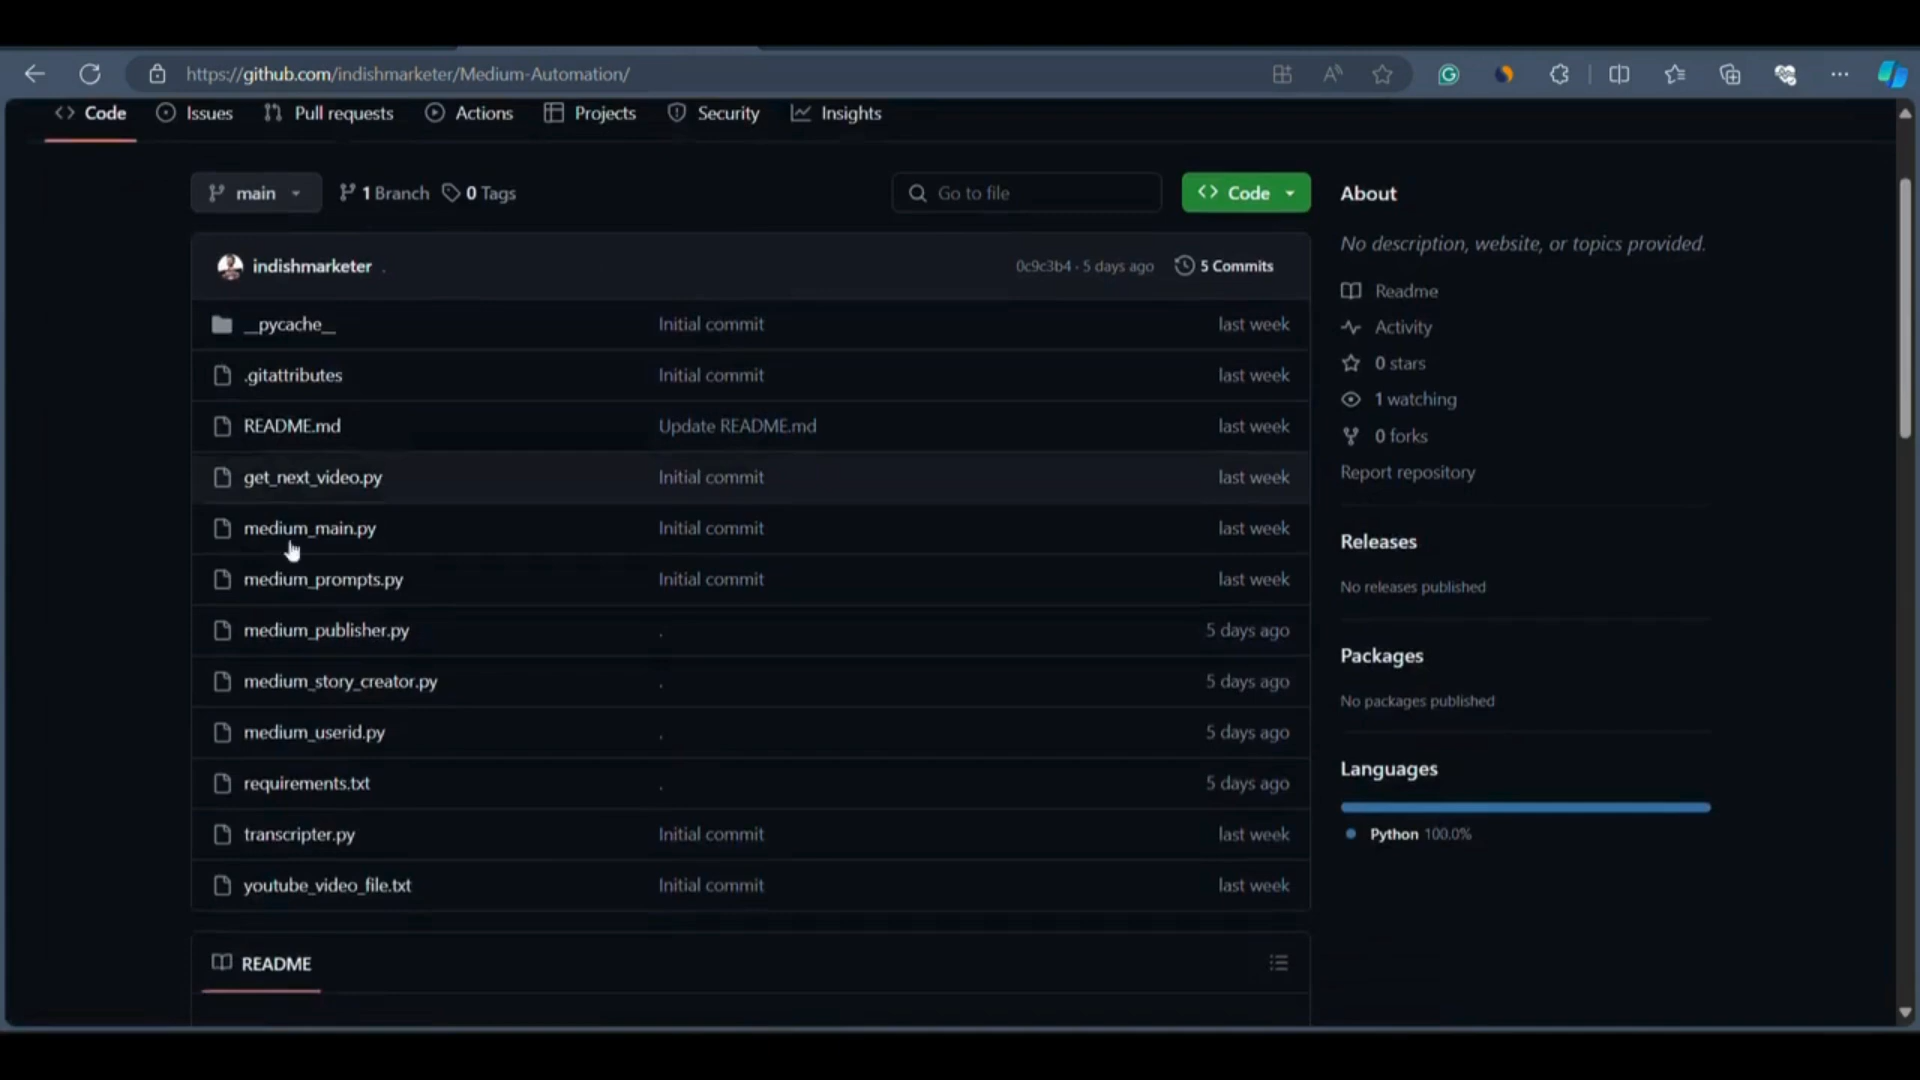 https://github.com/indishmarketer/Medium-Automation/
Code Issues Pull requests Actions Projects Security Insights
main 1 Branch 0 Tags Go to file Code
indishmarketer . 0c9c3b4 · 5 days ago 5 Commits
__pycache__ Initial commit last week
.gitattributes Initial commit last week
README.md Update README.md last week
get_next_video.py Initial commit last week
medium_main.py Initial commit last week
medium_prompts.py Initial commit last week
medium_publisher.py . 5 days ago
medium_story_creator.py . 5 days ago
medium_userid.py . 5 days ago
requirements.txt . 5 days ago
transcripter.py Initial commit last week
youtube_video_file.txt Initial commit last week
README
About
No description, website, or topics provided.
Readme
Activity
0 stars
1 watching
0 forks
Report repository
Releases
No releases published
Packages
No packages published
Languages
Python 100.0%